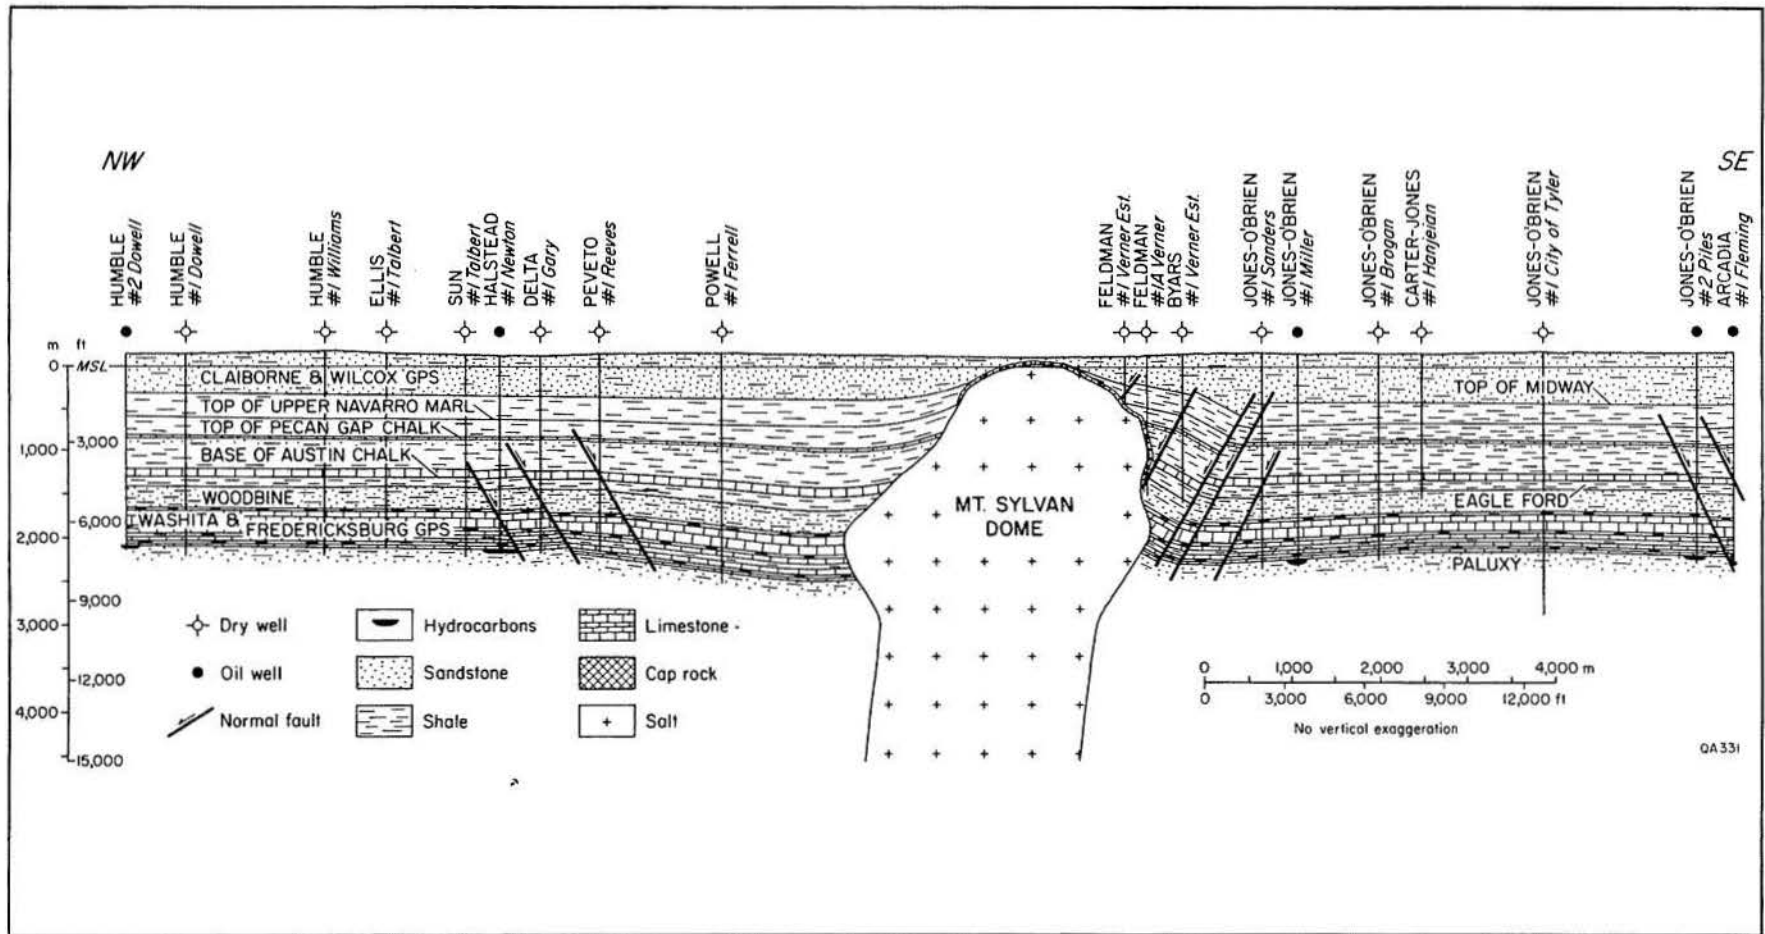 NW
SE
HUMBLE
#2 Dowell
HUMBLE
#1 Dowell
HUMBLE
#1 Williams
ELLIS
#1 Talbert
SUN
#1 Talbert
HALSTEAD
#1 Newton
DELTA
#1 Gary
PEVETO
#1 Reeves
POWELL
#1 Ferrell
FELDMAN
#1 Verner Est.
FELDMAN
#1A Verner
BYARS
#1 Verner Est.
JONES-O'BRIEN
#1 Sanders
JONES-O'BRIEN
#1 Miller
JONES-O'BRIEN
#1 Brogan
CARTER-JONES
#1 Hanjeian
JONES-O'BRIEN
#1 City of Tyler
JONES-O'BRIEN
#2 Piles
ARCADIA
#1 Fleming
m ft
0 MSL
CLAIBORNE & WILCOX GPS
TOP OF MIDWAY
TOP OF UPPER NAVARRO MARL
TOP OF PECAN GAP CHALK
3,000
1,000
BASE OF AUSTIN CHALK
WOODBINE
EAGLE FORD
MT. SYLVAN
DOME
6,000
WASHITA &
FREDERICKSBURG GPS
2,000
PALUXY
9,000
3,000
12,000
4,000
15,000
Dry well
Hydrocarbons
Limestone
Oil well
Sandstone
Cap rock
Normal fault
Shale
Salt
0 1,000 2,000 3,000 4,000 m
0 3,000 6,000 9,000 12,000 ft
No vertical exaggeration
QA331